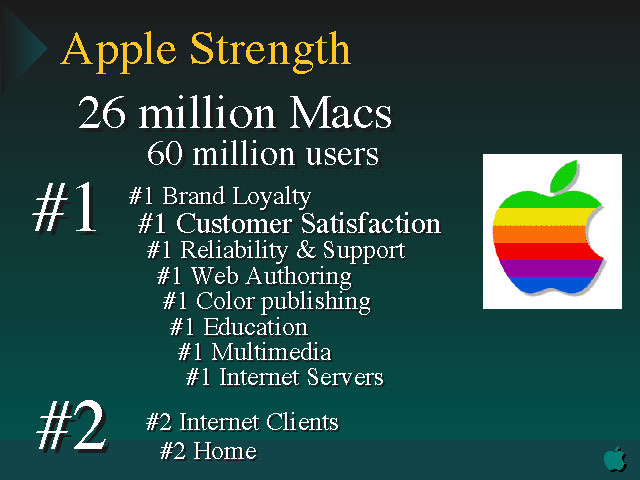 Apple Strength
26 million Macs
60 million users
#1
#1 Brand Loyalty
#1 Customer Satisfaction
#1 Reliability & Support
#1 Web Authoring
#1 Color publishing
#1 Education
#1 Multimedia
#1 Internet Servers
#2
#2 Internet Clients
#2 Home